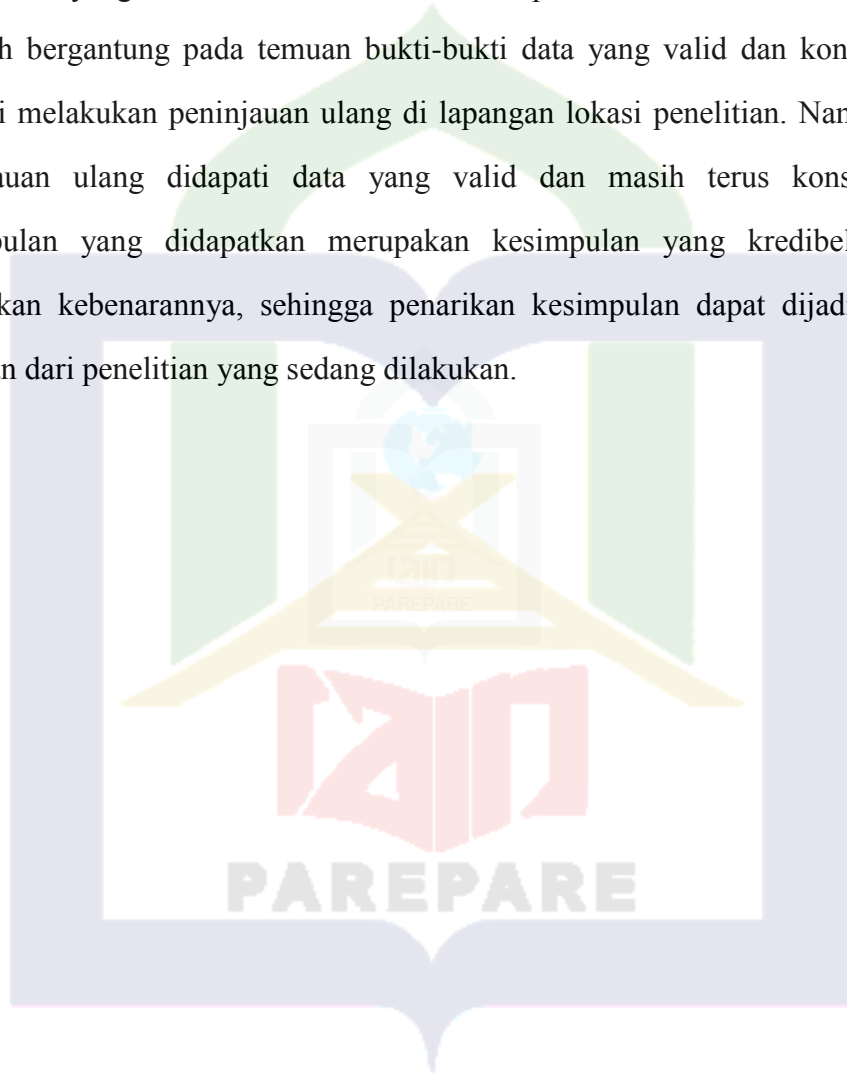 h bergantung pada temuan bukti-bukti data yang valid dan kon
i melakukan peninjauan ulang di lapangan lokasi penelitian. Nan
auan ulang didapati data yang valid dan masih terus kons
pulan yang didapatkan merupakan kesimpulan yang kredibel
kan kebenarannya, sehingga penarikan kesimpulan dapat dijadi
n dari penelitian yang sedang dilakukan.
IAIN
PAREPARE
IAIN
PAREPARE